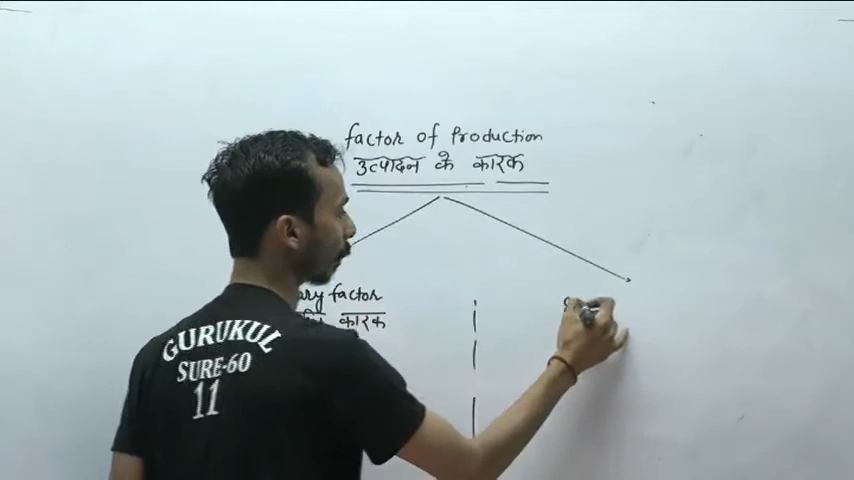 factor of Production
उत्पादन के कारक
factor
कारक
GURUKUL
SURE-60
11